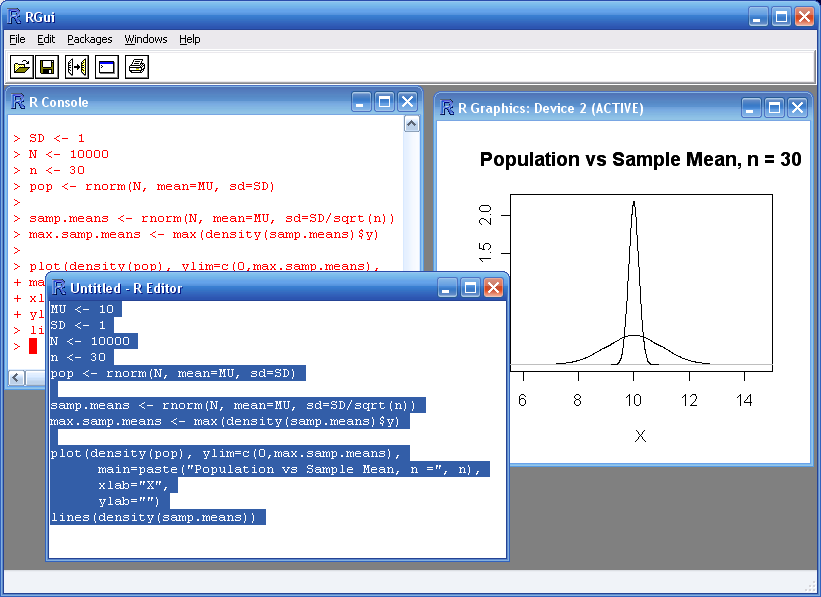 RGui
File Edit Packages Windows Help
R Console
> SD <- 1
> N <- 10000
> n <- 30
> pop <- rnorm(N, mean=MU, sd=SD)
>
> samp.means <- rnorm(N, mean=MU, sd=SD/sqrt(n))
> max.samp.means <- max(density(samp.means)$y)
>
> plot(density(pop), ylim=c(0,max.samp.means),
+ ma
+ xl
+ yl
> li
>
R Graphics: Device 2 (ACTIVE)
Population vs Sample Mean, n = 30
2.0
1.5
6 8 10 12 14
X
Untitled - R Editor
MU <- 10
SD <- 1
N <- 10000
n <- 30
pop <- rnorm(N, mean=MU, sd=SD)
samp.means <- rnorm(N, mean=MU, sd=SD/sqrt(n))
max.samp.means <- max(density(samp.means)$y)
plot(density(pop), ylim=c(0,max.samp.means),
main=paste("Population vs Sample Mean, n =", n),
xlab="X",
ylab="")
lines(density(samp.means))